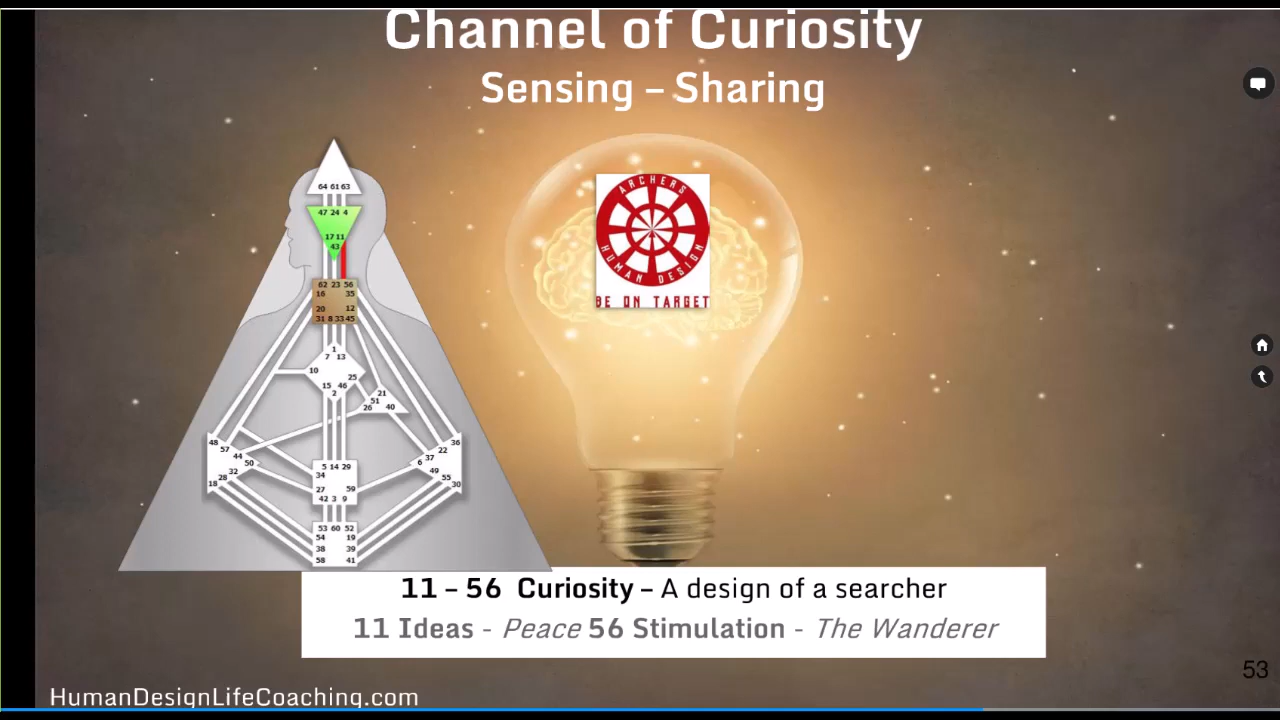 Channel of Curiosity
Sensing – Sharing
ARCHERS
HUMAN DESIGN
BE ON TARGET
64 61 63
47 24 4
17 11
43
62 23 56
16 35
20 12
31 8 33 45
1
7 13
10
25
15 46
2
21
51
26 40
48
57
44
50
32
28
18
36
22
37
6
49
55
30
5 14 29
34
27 59
42 3 9
53 60 52
54 19
38 39
58 41
11 – 56 Curiosity – A design of a searcher
11 Ideas - Peace 56 Stimulation - The Wanderer
53
HumanDesignLifeCoaching.com